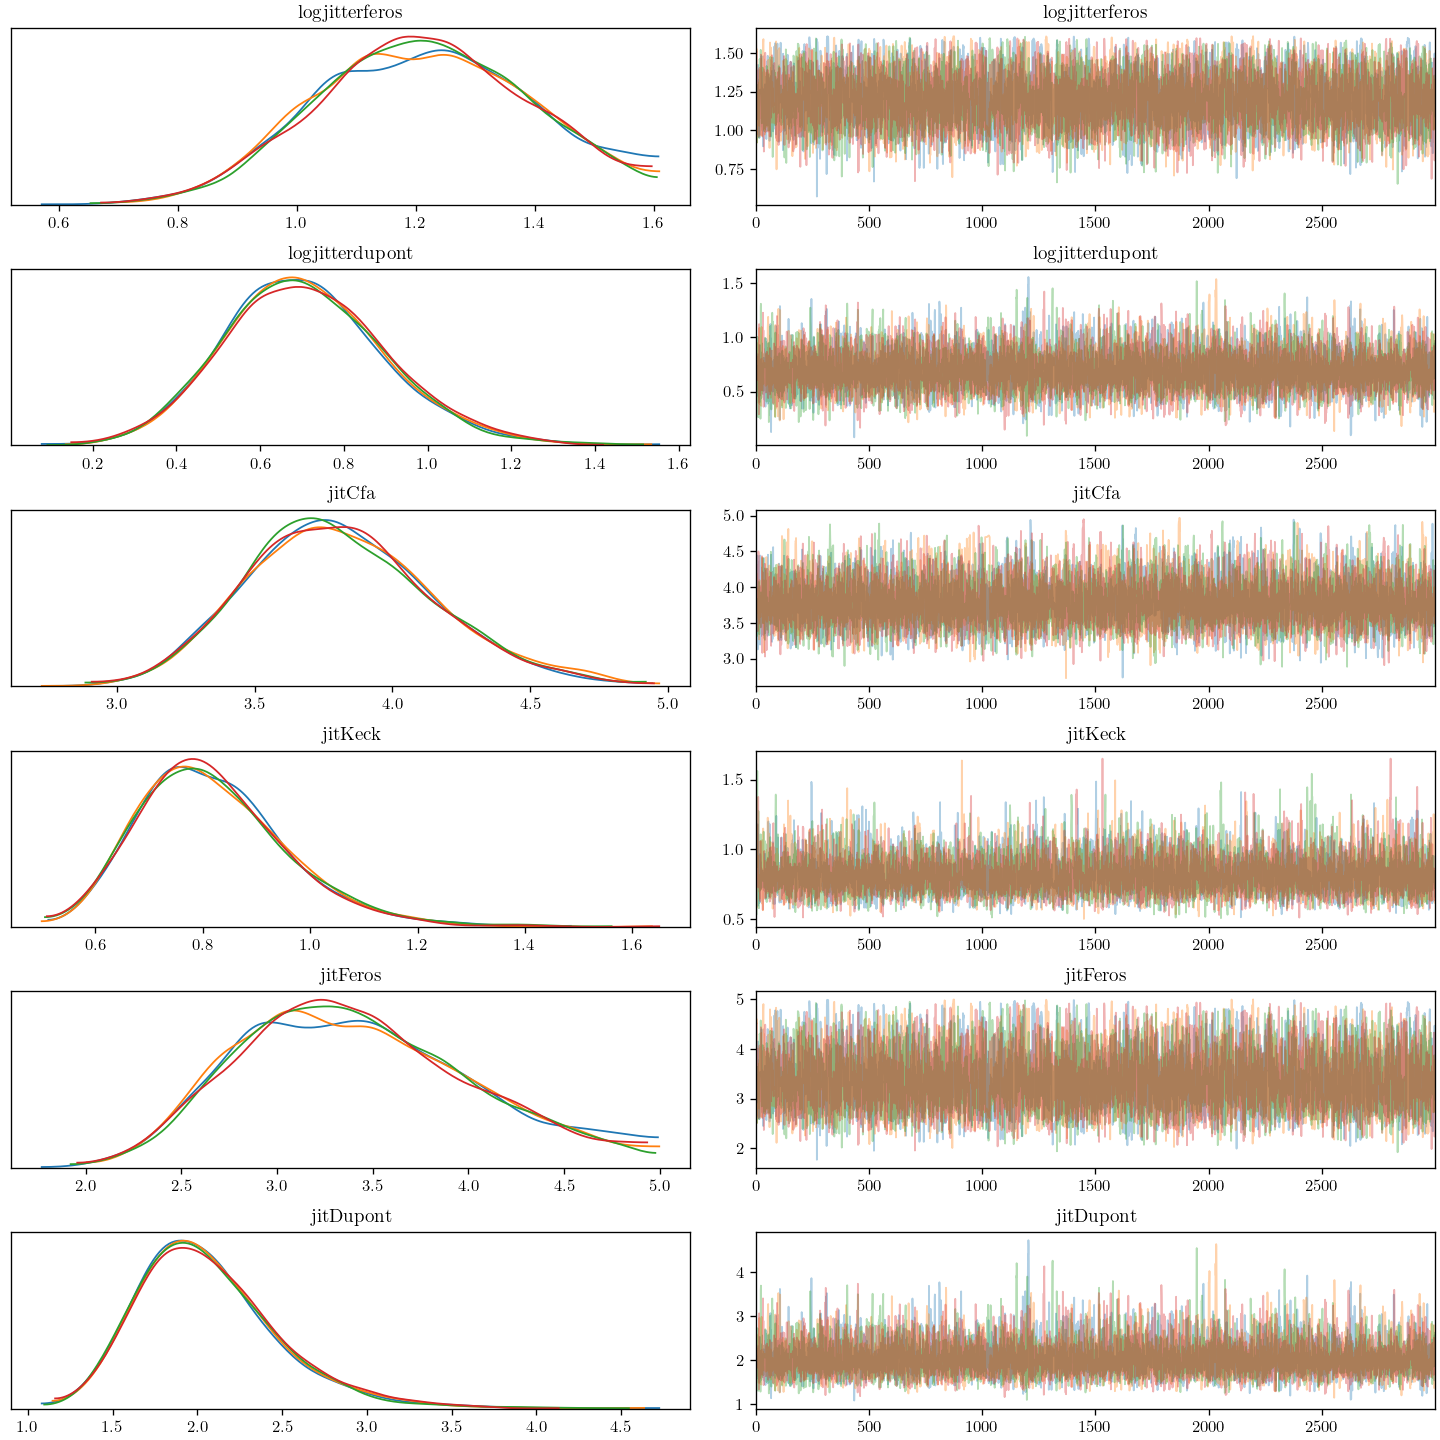 logjitterferos logjitterferos
1.50
1.25
1.00
0.75
0.6 0.8 1.0 1.2 1.4 1.6 0 500 1000 1500 2000 2500
logjitterdupont logjitterdupont
1.5
1.0
0.5
0.2 0.4 0.6 0.8 1.0 1.2 1.4 1.6 0 500 1000 1500 2000 2500
jitCfa jitCfa
5.0
4.5
4.0
3.5
3.0
3.0 3.5 4.0 4.5 5.0 0 500 1000 1500 2000 2500
jitKeck jitKeck
1.5
1.0
0.5
0.6 0.8 1.0 1.2 1.4 1.6 0 500 1000 1500 2000 2500
jitFeros jitFeros
5
4
3
2
2.0 2.5 3.0 3.5 4.0 4.5 5.0 0 500 1000 1500 2000 2500
jitDupont jitDupont
4
3
2
1
1.0 1.5 2.0 2.5 3.0 3.5 4.0 4.5 0 500 1000 1500 2000 2500